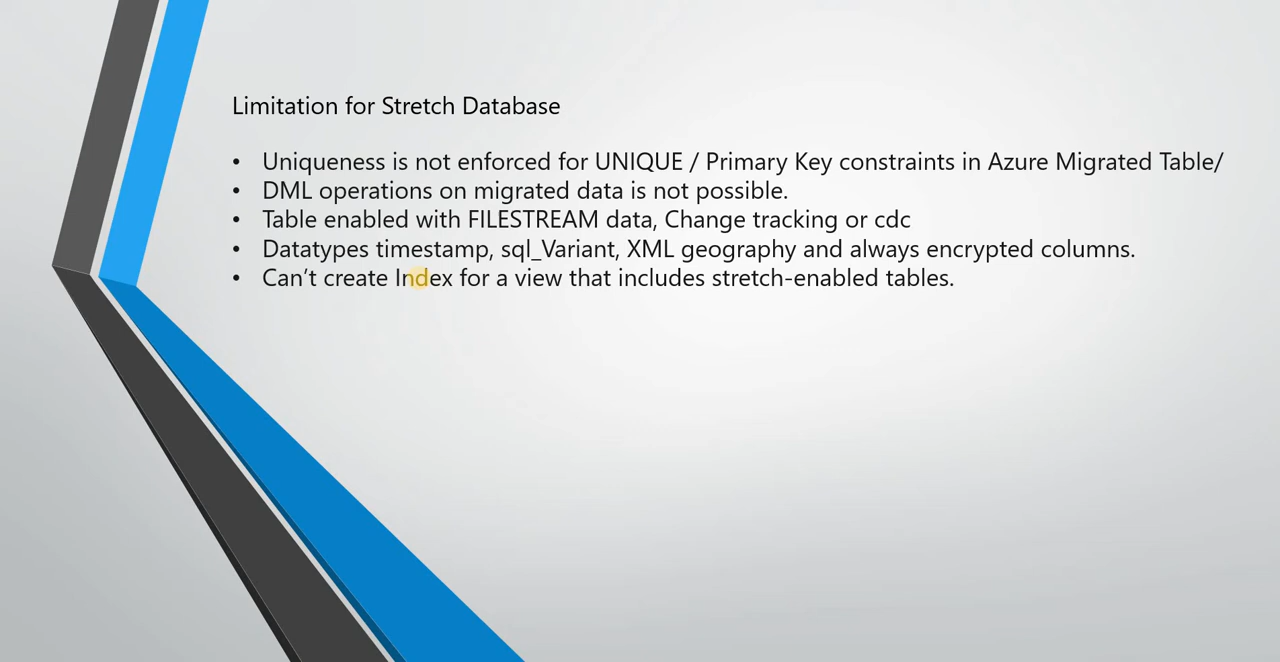 Limitation for Stretch Database
• Uniqueness is not enforced for UNIQUE / Primary Key constraints in Azure Migrated Table/
• DML operations on migrated data is not possible.
• Table enabled with FILESTREAM data, Change tracking or cdc
• Datatypes timestamp, sql_Variant, XML geography and always encrypted columns.
• Can’t create Index for a view that includes stretch-enabled tables.